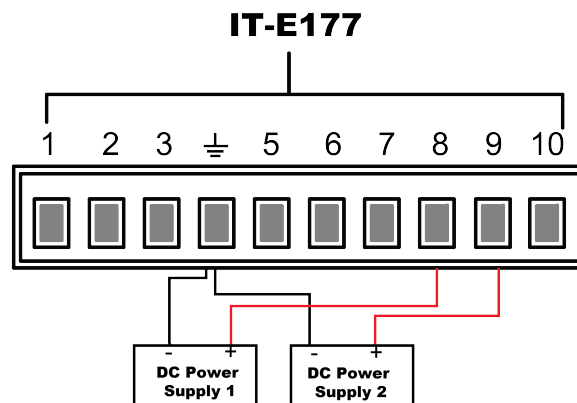 IT-E177
1 2 3 ⏚ 5 6 7 8 9 10
- + - +
DC Power DC Power
Supply 1 Supply 2